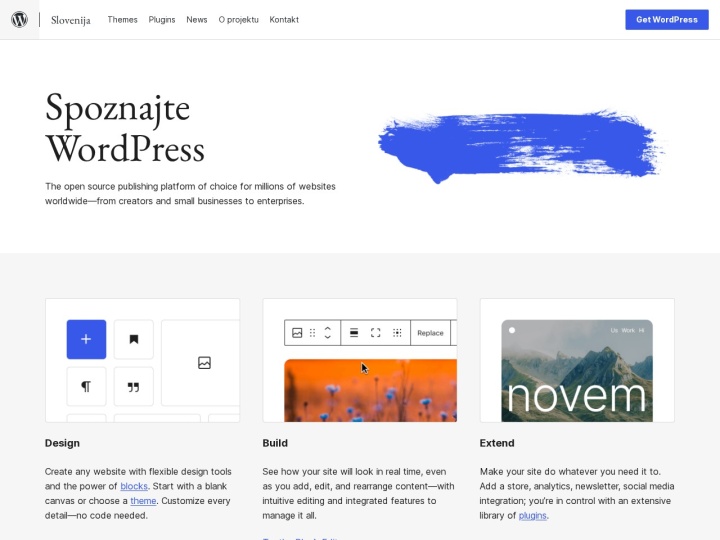 Slovenija
Themes
Plugins
News
O projektu
Kontakt
Get WordPress
Spoznajte
WordPress
The open source publishing platform of choice for millions of websites
worldwide—from creators and small businesses to enterprises.
Replace
Us Work Hi
novem
Design
Create any website with flexible design tools
and the power of blocks. Start with a blank
canvas or choose a theme. Customize every
detail—no code needed.
Build
See how your site will look in real time, even
as you add, edit, and rearrange content—with
intuitive editing and integrated features to
manage it all.
Extend
Make your site do whatever you need it to.
Add a store, analytics, newsletter, social media
integration; you’re in control with an extensive
library of plugins.